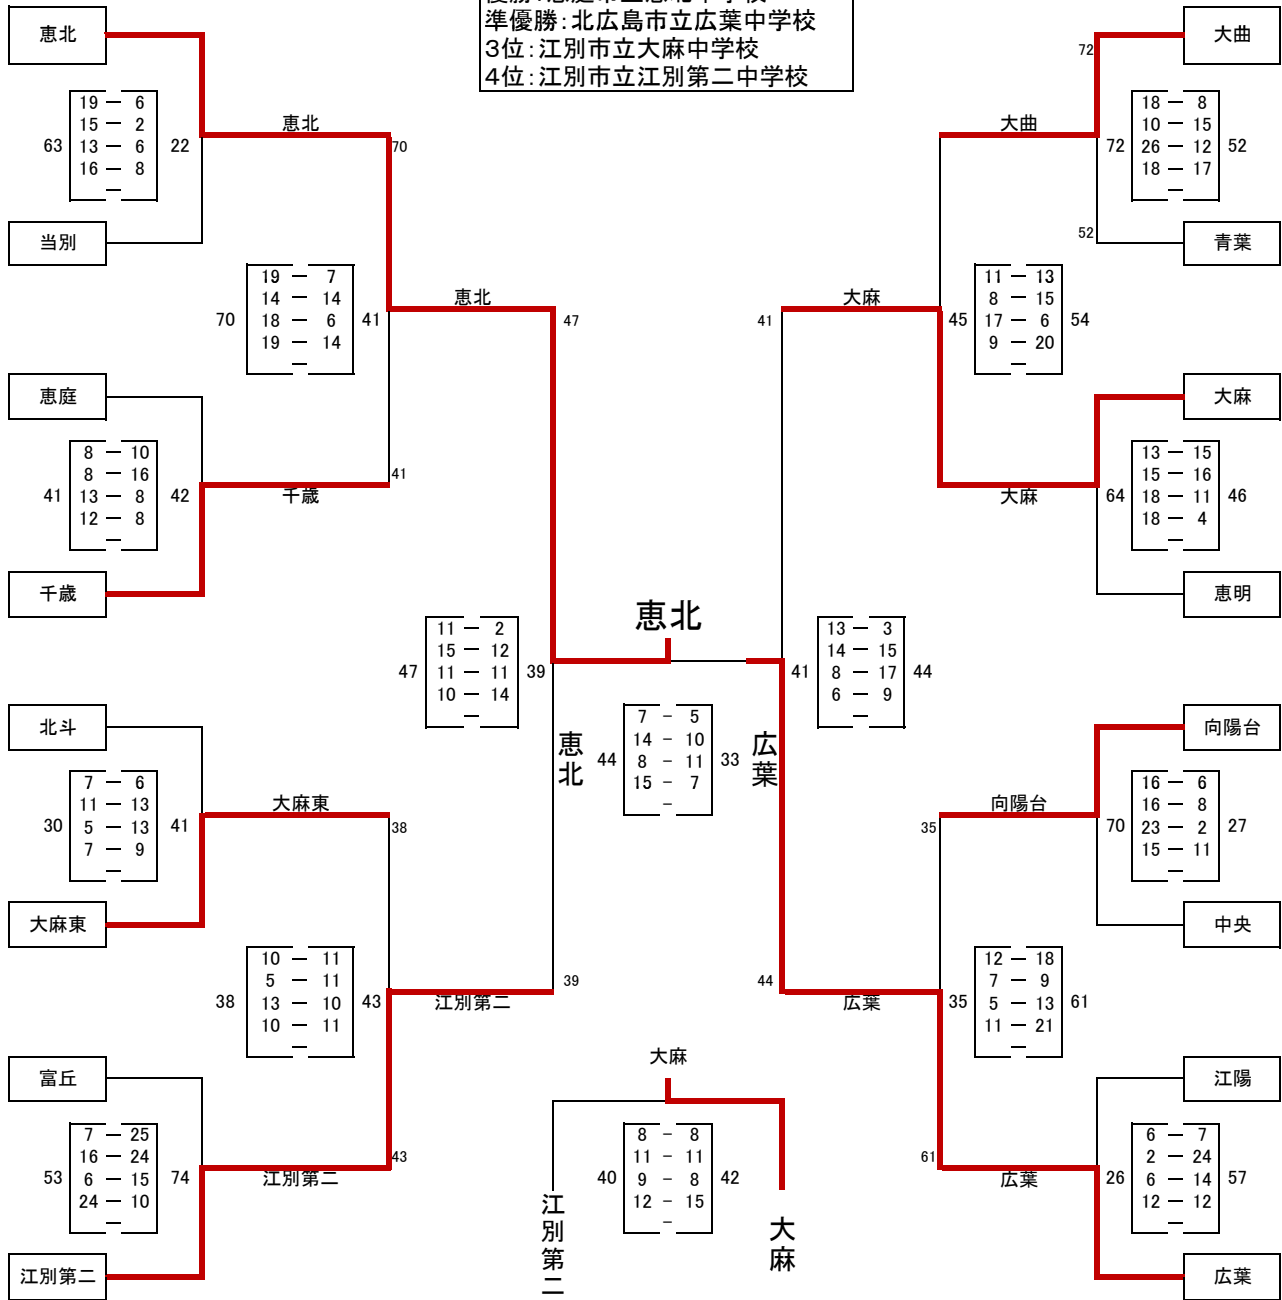 準優勝：北広島市立広葉中学校
3位：江別市立大麻中学校
4位：江別市立江別第二中学校
恵北
19 － 6
15 － 2
63 13 － 6 22
16 － 8
－
当別
恵北
70
19 － 7
14 － 14
70 18 － 6 41
19 － 14
－
恵庭
8 － 10
8 － 16
41 13 － 8 42
12 － 8
－
千歳
千歳
41
恵北
47
11 － 2
15 － 12
47 11 － 11 39
10 － 14
－
北斗
7 － 6
11 － 13
30 5 － 13 41
7 － 9
－
大麻東
大麻東
38
10 － 11
5 － 11
38 13 － 10 43
10 － 11
－
江別第二
39
富丘
7 － 25
16 － 24
53 6 － 15 74
24 － 10
－
江別第二
江別第二
43
恵北
恵北
7 - 5
14 - 10
44 8 - 11 33
15 - 7
-
広葉
大麻
8 - 8
11 - 11
40 9 - 8 42
12 - 15
-
江別第二
大麻
大曲
72
大曲
18 － 8
10 － 15
72 26 － 12 52
18 － 17
－
52
青葉
大麻
41
11 － 13
8 － 15
45 17 － 6 54
9 － 20
－
大麻
大麻
13 － 15
15 － 16
64 18 － 11 46
18 － 4
－
恵明
13 － 3
14 － 15
41 8 － 17 44
6 － 9
－
向陽台
向陽台
35
16 － 6
16 － 8
70 23 － 2 27
15 － 11
－
中央
44
広葉
12 － 18
7 － 9
35 5 － 13 61
11 － 21
－
江陽
61
広葉
6 － 7
2 － 24
26 6 － 14 57
12 － 12
－
広葉